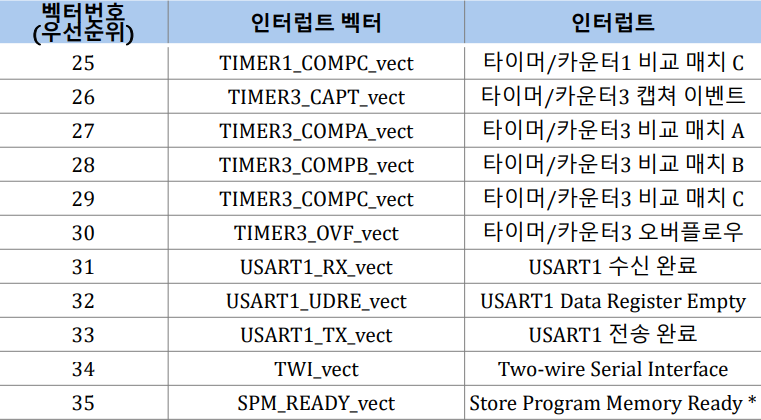 벡터번호
(우선순위)
인터럽트 벡터
인터럽트
25 TIMER1_COMPC_vect 타이머/카운터1 비교 매치 C
26 TIMER3_CAPT_vect 타이머/카운터3 캡쳐 이벤트
27 TIMER3_COMPA_vect 타이머/카운터3 비교 매치 A
28 TIMER3_COMPB_vect 타이머/카운터3 비교 매치 B
29 TIMER3_COMPC_vect 타이머/카운터3 비교 매치 C
30 TIMER3_OVF_vect 타이머/카운터3 오버플로우
31 USART1_RX_vect USART1 수신 완료
32 USART1_UDRE_vect USART1 Data Register Empty
33 USART1_TX_vect USART1 전송 완료
34 TWI_vect Two-wire Serial Interface
35 SPM_READY_vect Store Program Memory Ready *